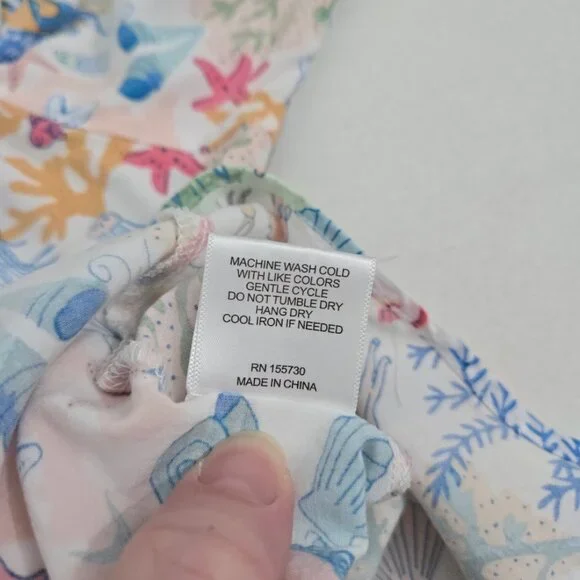 MACHINE WASH COLD
WITH LIKE COLORS
GENTLE CYCLE
DO NOT TUMBLE DRY
HANG DRY
COOL IRON IF NEEDED
RN 155730
MADE IN CHINA